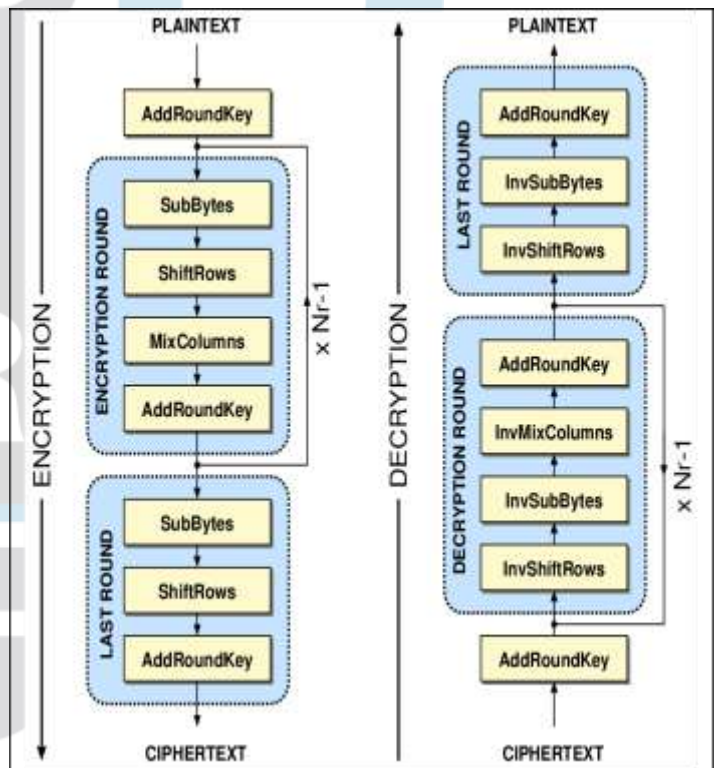 PLAINTEXT
AddRoundKey
SubBytes
ShiftRows
MixColumns
AddRoundKey
ENCRYPTION ROUND
x Nr-1
SubBytes
ShiftRows
AddRoundKey
LAST ROUND
CIPHERTEXT
ENCRYPTION
PLAINTEXT
AddRoundKey
InvSubBytes
InvShiftRows
LAST ROUND
AddRoundKey
InvMixColumns
InvSubBytes
InvShiftRows
DECRYPTION ROUND
x Nr-1
AddRoundKey
CIPHERTEXT
DECRYPTION